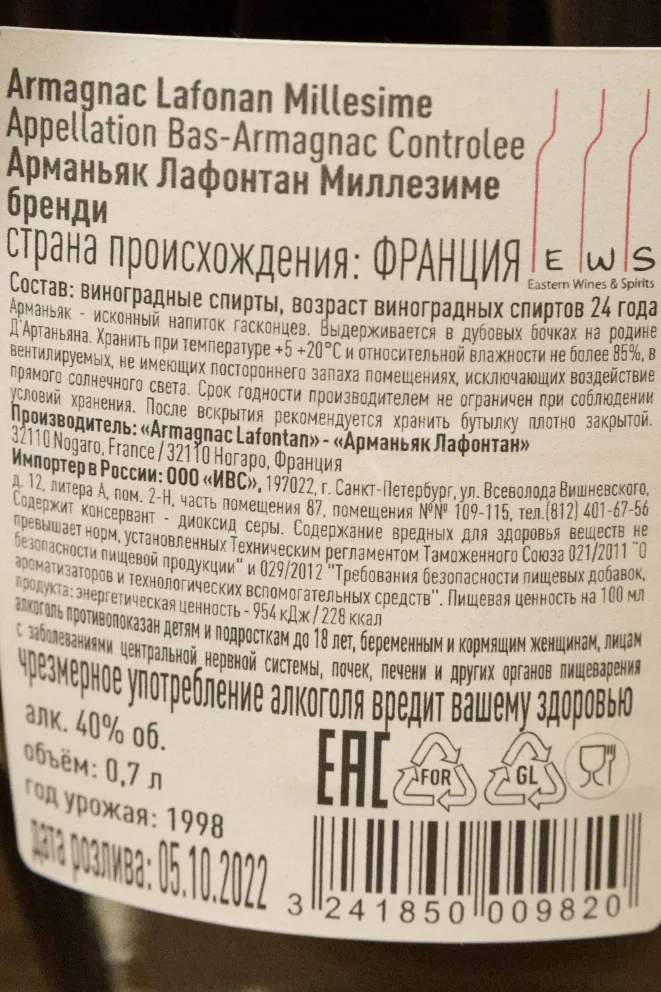 Armagnac Lafonan Millesime
Appellation Bas-Armagnac Controlee
Арманьяк Лафонтан Миллезиме
бренди
страна происхождения: ФРАНЦИЯ
E W S
Eastern Wines & Spirits
Состав: виноградные спирты, возраст виноградных спиртов 24 года
Арманьяк - исконный напиток гасконцев. Выдерживается в дубовых бочках на родине
Д'Артаньяна. Хранить при температуре +5 +20°C и относительной влажности не более 85%, в
вентилируемых, не имеющих постороннего запаха помещениях, исключающих воздействие
прямого солнечного света. Срок годности производителем не ограничен при соблюдении
условий хранения. После вскрытия рекомендуется хранить бутылку плотно закрытой.
Производитель: «Armagnac Lafontan» - «Арманьяк Лафонтан»
32110 Nogaro, France / 32110 Ногаро, Франция
Импортер в России: ООО «ИВС», 197022, г. Санкт-Петербург, ул. Всеволода Вишневского,
д. 12, литера А, пом. 2-Н, часть помещения 87, помещения №№ 109-115, тел.(812) 401-67-56
Содержит консервант - диоксид серы. Содержание вредных для здоровья веществ не
превышает норм, установленных Техническим регламентом Таможенного Союза 021/2011 "О
безопасности пищевой продукции" и 029/2012 "Требования безопасности пищевых добавок,
ароматизаторов и технологических вспомогательных средств". Пищевая ценность на 100 мл
продукта: энергетическая ценность - 954 кДж / 228 ккал
алкоголь противопоказан детям и подросткам до 18 лет, беременным и кормящим женщинам, лицам
с заболеваниями центральной нервной системы, почек, печени и других органов пищеварения
чрезмерное употребление алкоголя вредит вашему здоровью
алк. 40% об.
объём: 0,7 л
год урожая: 1998
дата розлива: 05.10.2022
EAC
FOR
GL
3 241850 009820